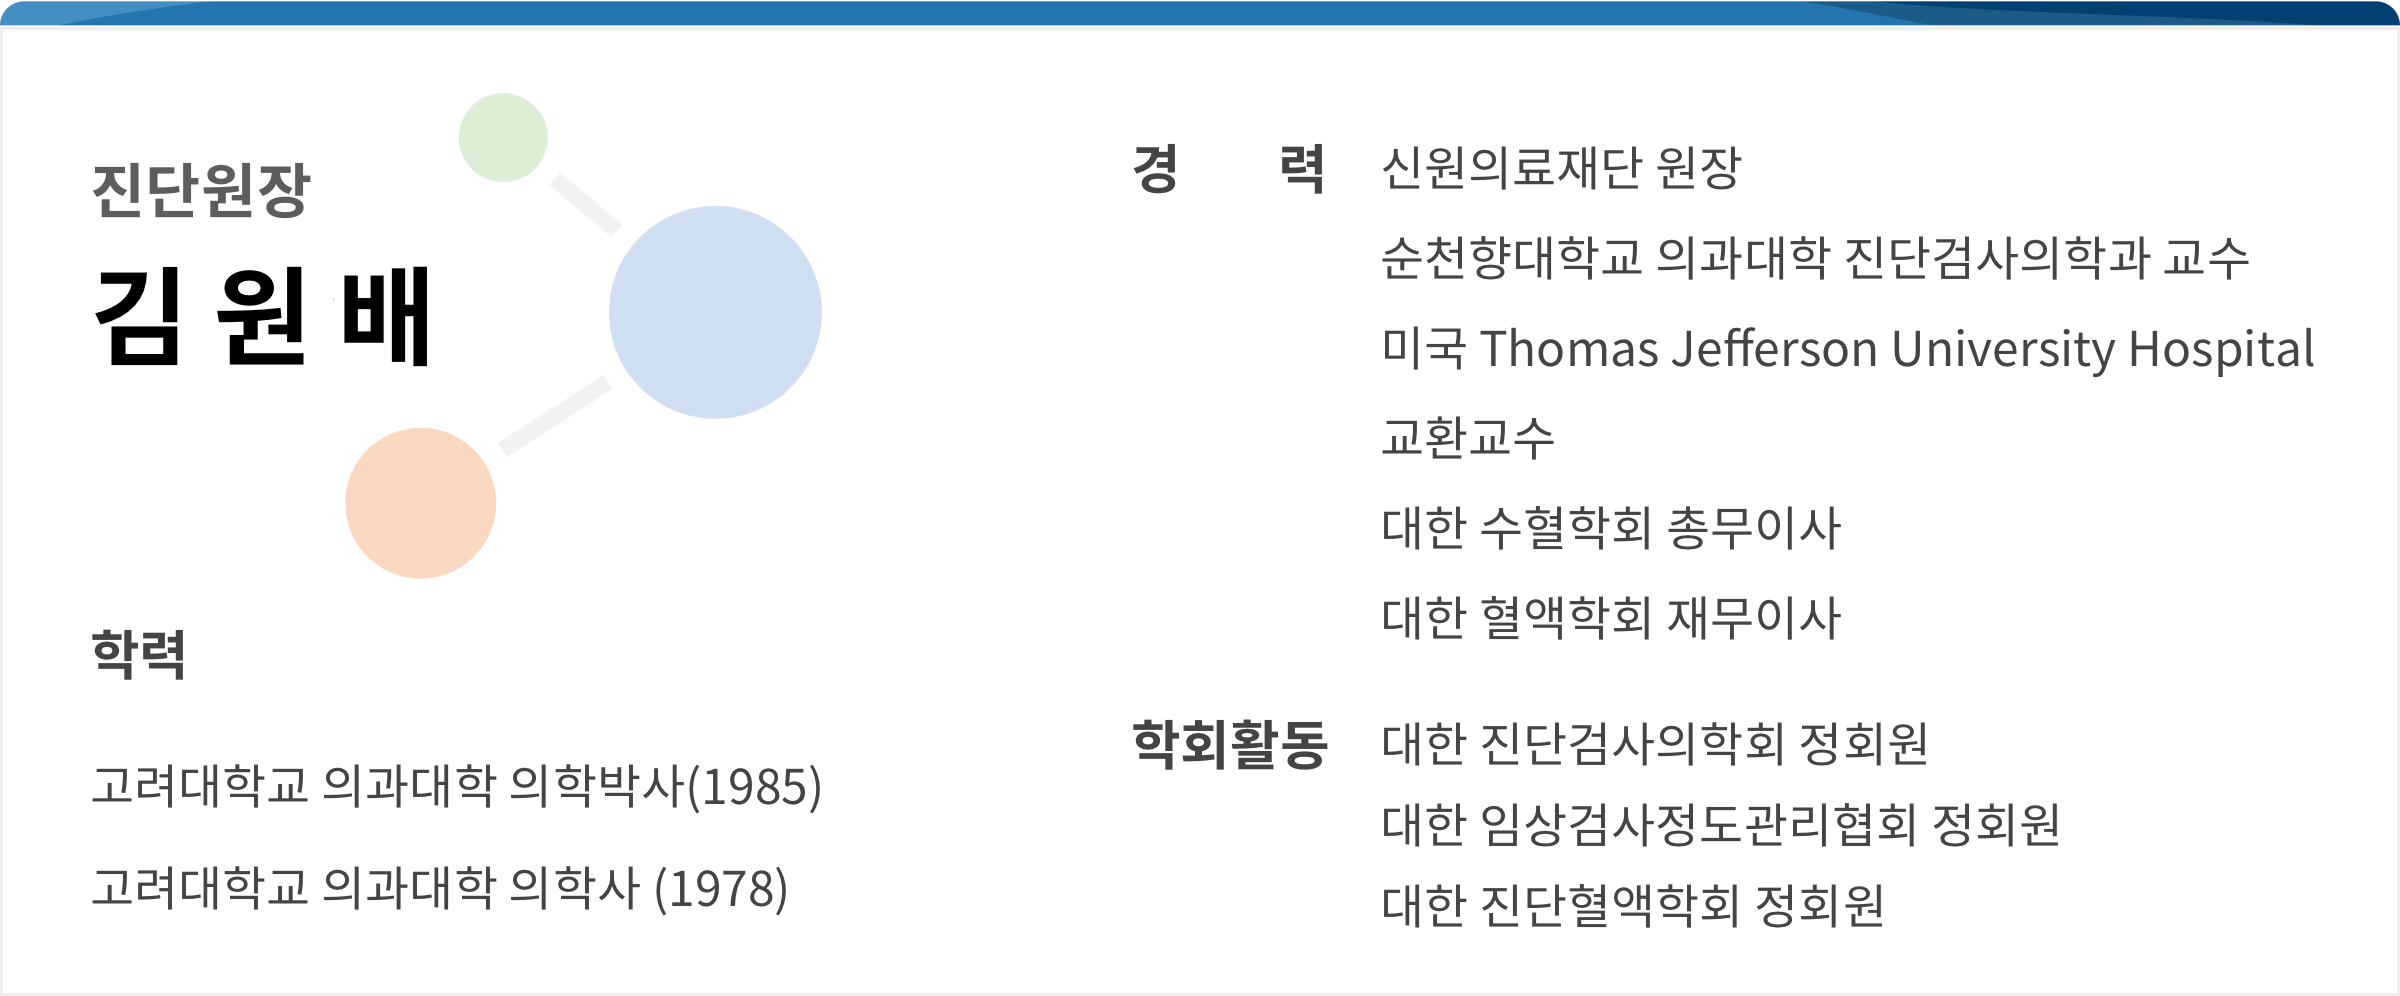 진단원장
김 원 배
학력
고려대학교 의과대학 의학박사(1985)
고려대학교 의과대학 의학사 (1978)
경 력 신원의료재단 원장
순천향대학교 의과대학 진단검사의학과 교수
미국 Thomas Jefferson University Hospital
교환교수
대한 수혈학회 총무이사
대한 혈액학회 재무이사
학회활동 대한 진단검사의학회 정회원
대한 임상검사정도관리협회 정회원
대한 진단혈액학회 정회원